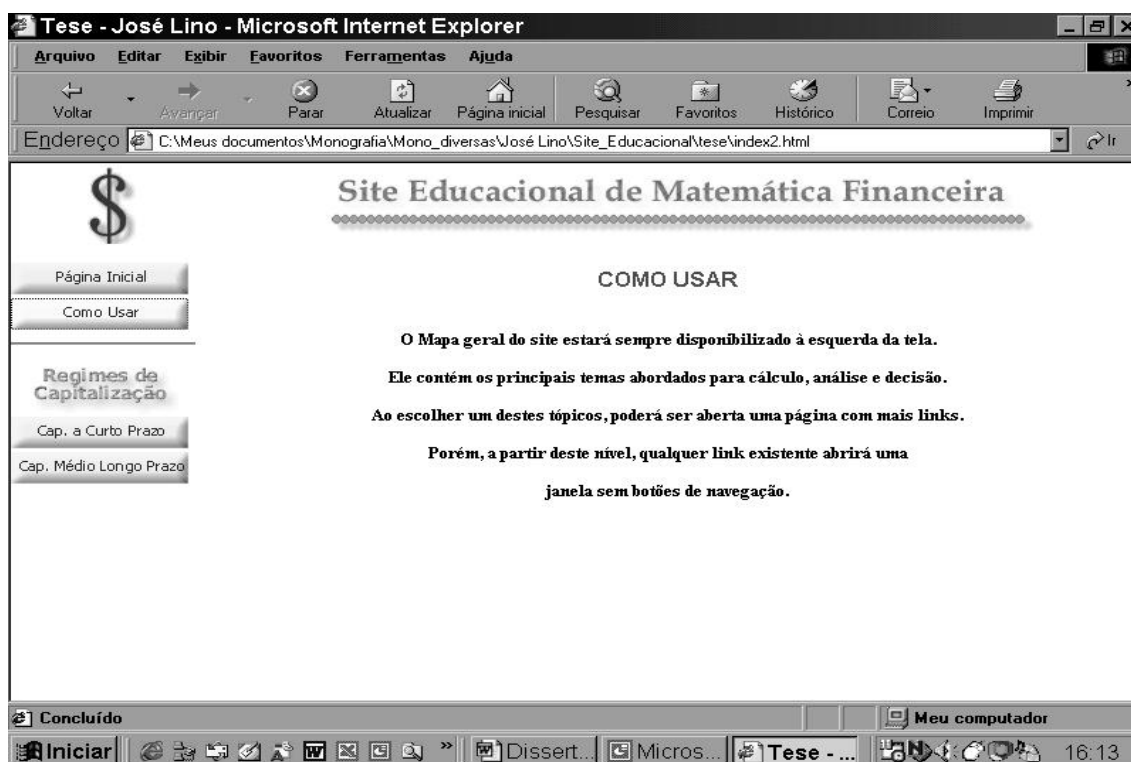 Tese - José Lino - Microsoft Internet Explorer
Arquivo Editar Exibir Favoritos Ferramentas Ajuda
Voltar Avançar Parar Atualizar Página inicial Pesquisar Favoritos Histórico Correio Imprimir
Endereço C:\Meus documentos\Monografia\Mono_diversas\José Lino\Site_Educacional\tese\index2.html Ir
$
Site Educacional de Matemática Financeira
Página Inicial
Como Usar
Regimes de
Capitalização
Cap. a Curto Prazo
Cap. Médio Longo Prazo
COMO USAR
O Mapa geral do site estará sempre disponibilizado à esquerda da tela.
Ele contém os principais temas abordados para cálculo, análise e decisão.
Ao escolher um destes tópicos, poderá ser aberta uma página com mais links.
Porém, a partir deste nível, qualquer link existente abrirá uma
janela sem botões de navegação.
Concluído Meu computador
Iniciar » Dissert... Micros... Tese - ... 16:13